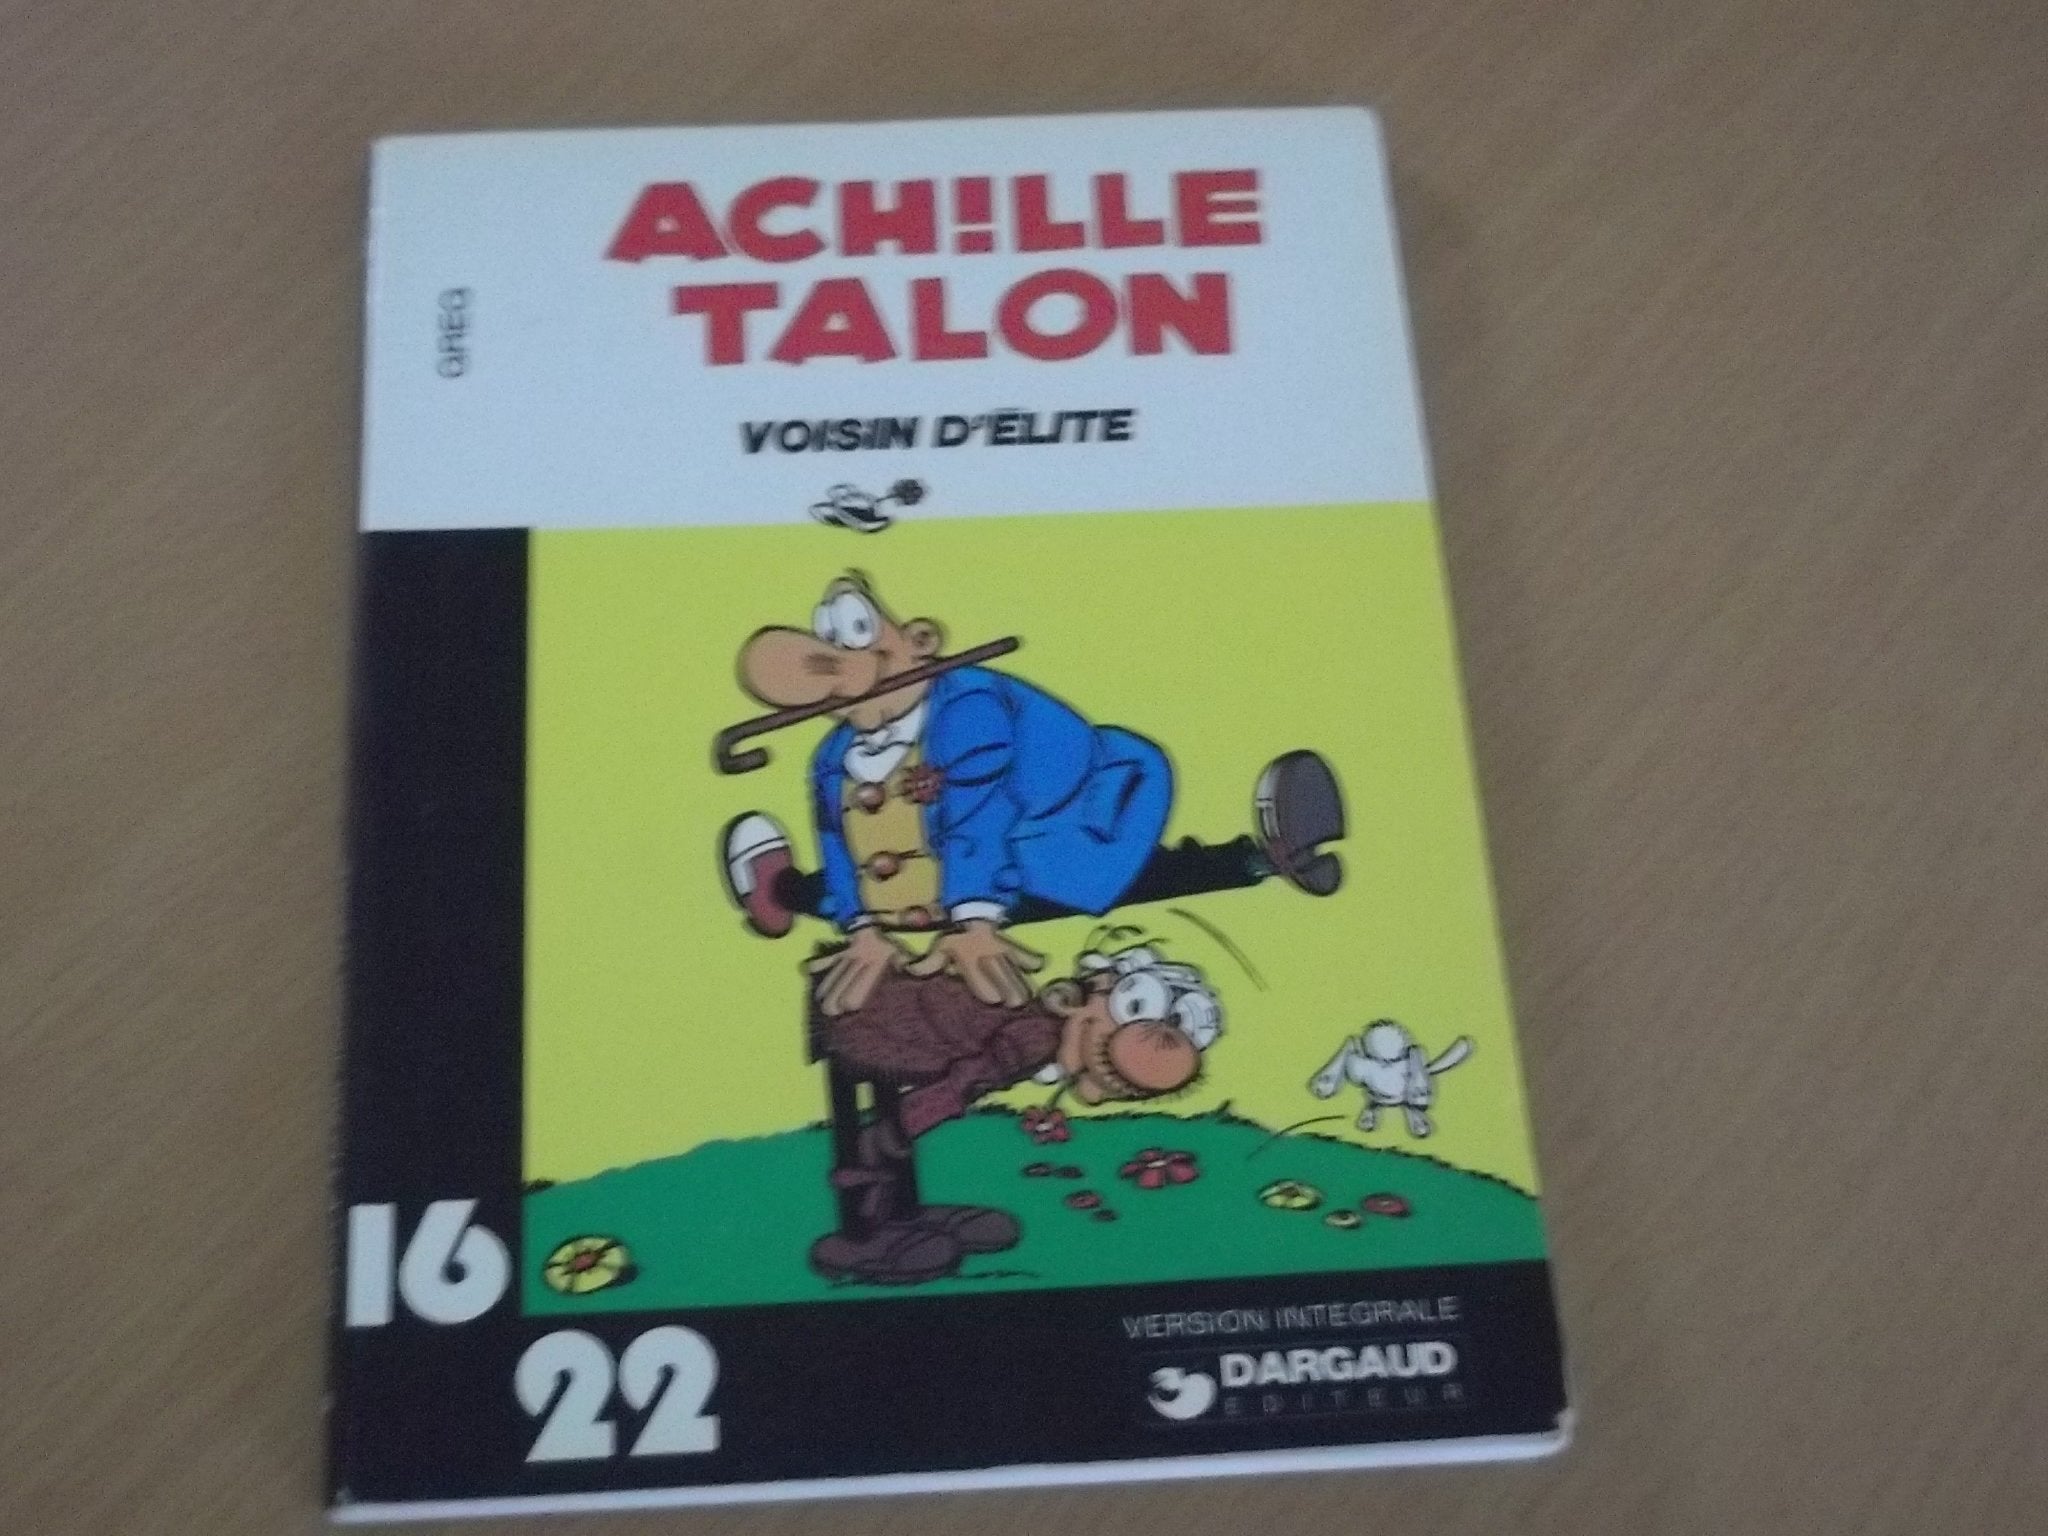 ACH!LLE
TALON
GREG
VOISIN D'ÉLITE
16
22
VERSION INTEGRALE
DARGAUD
EDITEUR